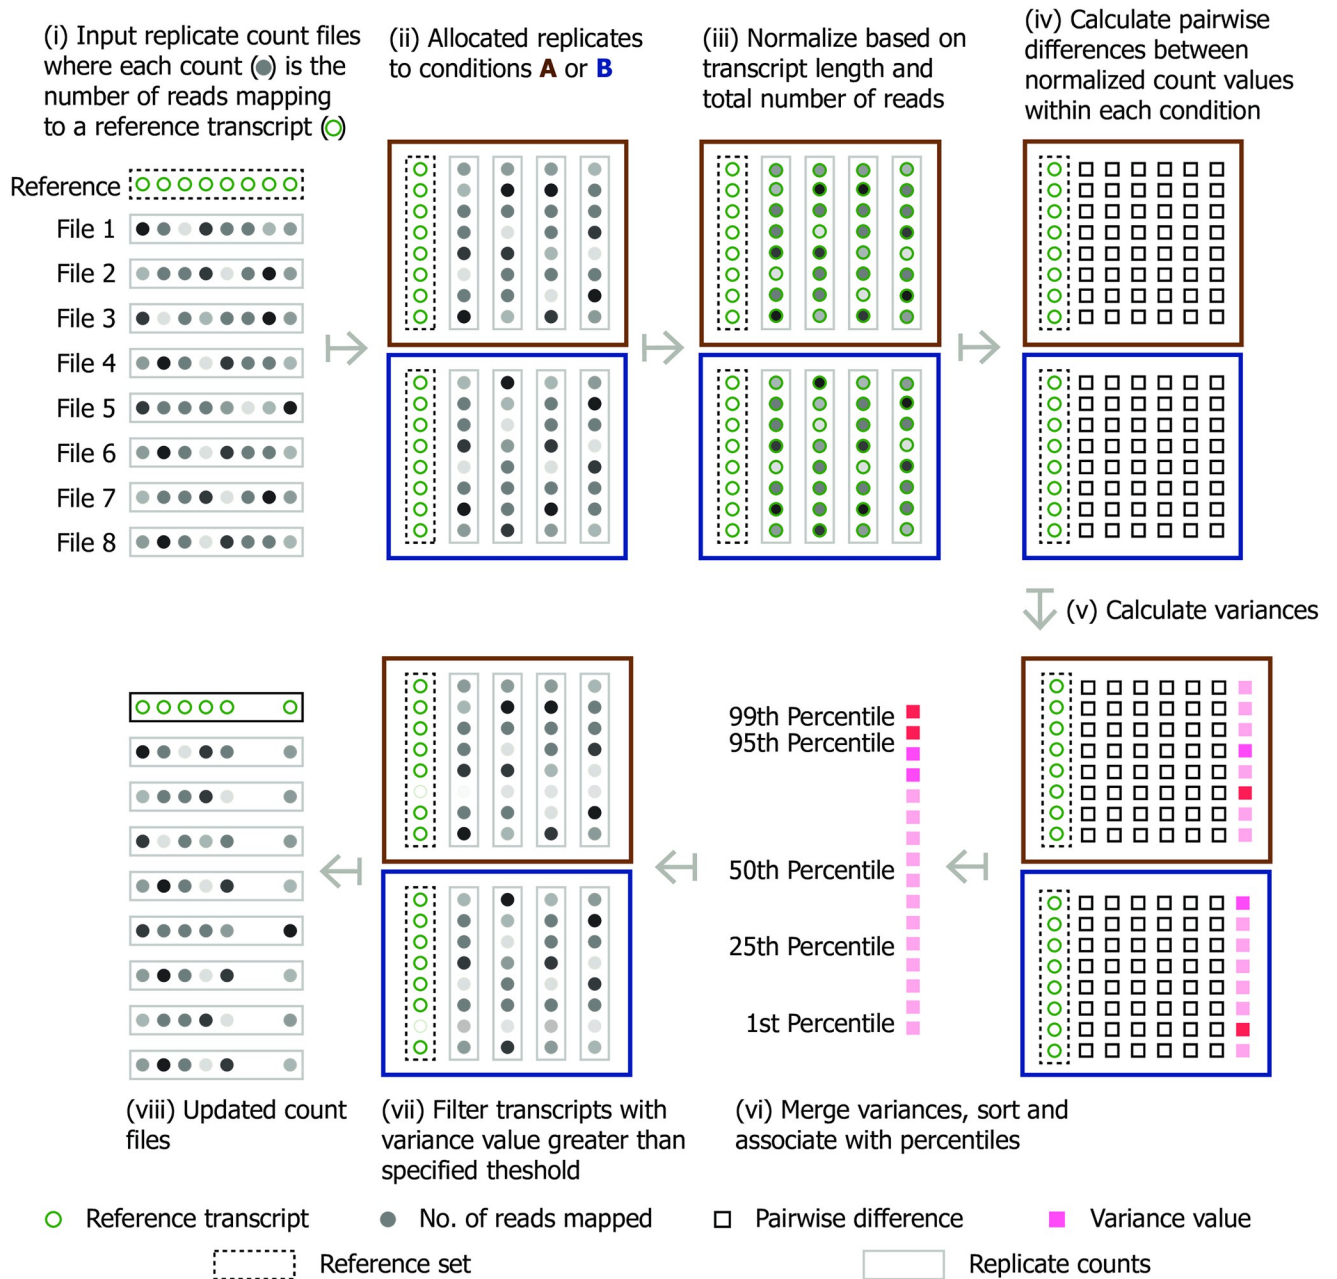 (i) Input replicate count files
where each count () is the
number of reads mapping
to a reference transcript ()
(ii) Allocated replicates
to conditions A or B
(iii) Normalize based on
transcript length and
total number of reads
(iv) Calculate pairwise
differences between
normalized count values
within each condition
Reference
File 1
File 2
File 3
File 4
File 5
File 6
File 7
File 8
(v) Calculate variances
99th Percentile
95th Percentile
50th Percentile
25th Percentile
1st Percentile
(viii) Updated count
files
(vii) Filter transcripts with
variance value greater than
specified theshold
(vi) Merge variances, sort and
associate with percentiles
Reference transcript
No. of reads mapped
Pairwise difference
Variance value
Reference set
Replicate counts